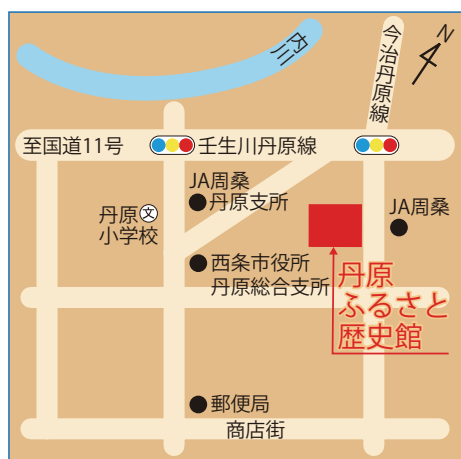 内川
今治丹原線
N
至国道11号
壬生川丹原線
JA周桑
丹原支所
丹原
小学校
文
JA周桑
西条市役所
丹原総合支所
丹原
ふるさと
歴史館
郵便局
商店街